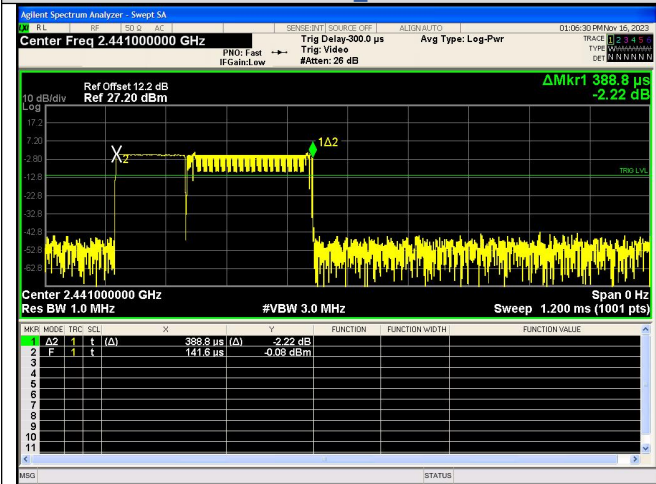 Agilent Spectrum Analyzer - Swept SA
RL RF 50 Ω AC SENSE:INT SOURCE OFF ALIGN AUTO 01:06:30 PM Nov 16, 2023
Center Freq 2.441000000 GHz
PNO: Fast
IFGain:Low
Trig Delay-300.0 µs
Trig: Video
#Atten: 26 dB
Avg Type: Log-Pwr
TRACE 1 2 3 4 5 6
TYPE
DET N N N N N N
ΔMkr1 388.8 µs
-2.22 dB
Ref Offset 12.2 dB
10 dB/div Ref 27.20 dBm
Log
17.2
7.20
1Δ2
X2
-2.80
TRIG LVL
-12.8
-22.8
-32.8
-42.8
-52.8
-62.8
Center 2.441000000 GHz Span 0 Hz
Res BW 1.0 MHz #VBW 3.0 MHz Sweep 1.200 ms (1001 pts)
MKR MODE TRC SCL X Y FUNCTION FUNCTION WIDTH FUNCTION VALUE
1 Δ2 1 t (Δ) 388.8 µs (Δ) -2.22 dB
2 F 1 t 141.6 µs -0.08 dBm
3
4
5
6
7
8
9
10
11
MSG STATUS